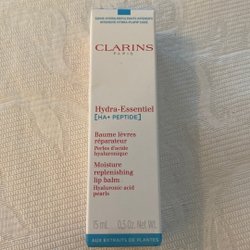 CLARINS
PARIS
Hydra-Essentiel
[HA+ PEPTIDE]
Baume lèvres
réparateur
Perles d'acide
hyaluronique
Moisture
replenishing
lip balm
Hyaluronic acid
pearls
15 ml 0.5 Oz. Net Wt.
AUX EXTRAITS DE PLANTES